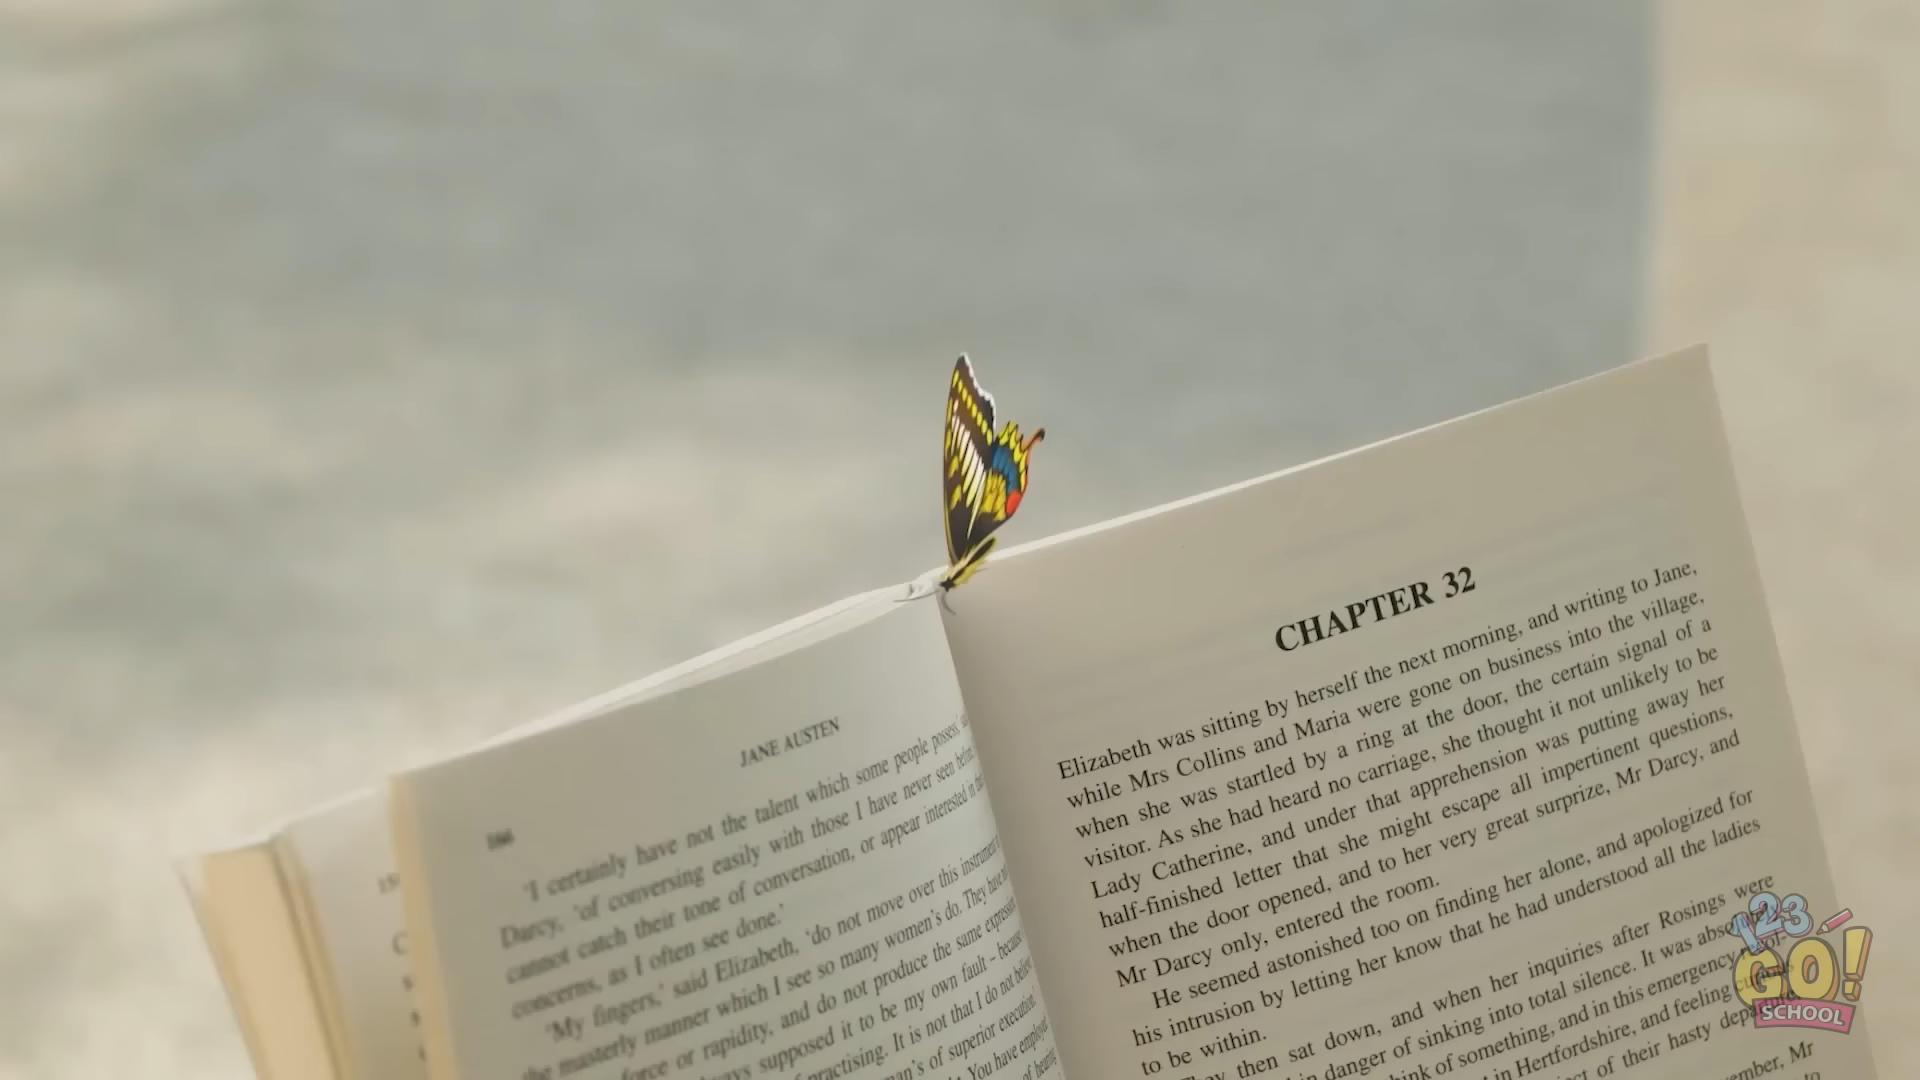 JANE AUSTEN
'I certainly have not the talent which some people possess,'
Darcy, 'of conversing easily with those I have never seen before.
cannot catch their tone of conversation, or appear interested in
concerns, as I often see done.'
'My fingers,' said Elizabeth, 'do not move over this instrument
the masterly manner which I see so many women's do. They have
force or rapidity, and do not produce the same expression.
supposed it to be my own fault – because
practising. It is not that I do not believe
of superior execution.'
You have employed
of hearing
CHAPTER 32
Elizabeth was sitting by herself the next morning, and writing to Jane,
while Mrs Collins and Maria were gone on business into the village,
when she was startled by a ring at the door, the certain signal of a
visitor. As she had heard no carriage, she thought it not unlikely to be
Lady Catherine, and under that apprehension was putting away her
half-finished letter that she might escape all impertinent questions,
when the door opened, and to her very great surprize, Mr Darcy, and
Mr Darcy only, entered the room.
He seemed astonished too on finding her alone, and apologized for
his intrusion by letting her know that he had understood all the ladies
to be within.
They then sat down, and when her inquiries after Rosings were
in danger of sinking into total silence. It was
of something, and in this emergency
in Hertfordshire, and feeling
of their hasty
Mr
to
123
GO!
SCHOOL